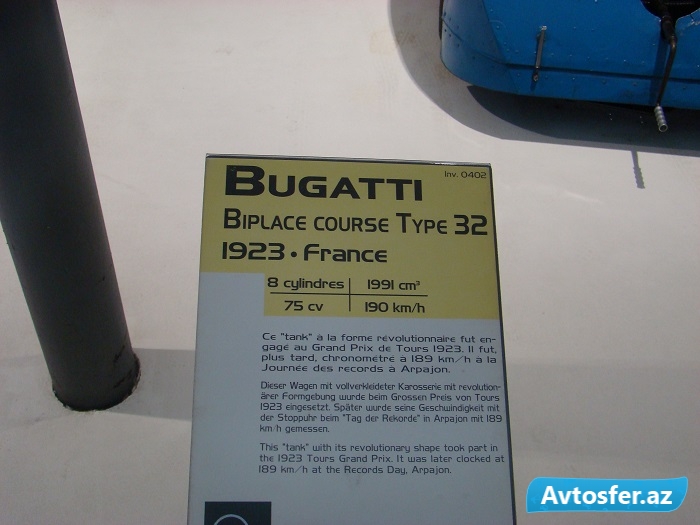 Inv. 0402
BUGATTI
BIPLACE COURSE TYPE 32
1923 • France
8 cylindres | 1991 cm³
75 cv | 190 km/h
Ce "tank" à la forme révolutionnaire fut en-
gagé au Grand Prix de Tours 1923. Il fut,
plus tard, chronométré à 189 km/h à la
Journée des records à Arpajon.
Dieser Wagen mit vollverkleideter Karosserie mit revolution-
ärer Formgebung wurde beim Grossen Preis von Tours
1923 eingesetzt. Später wurde seine Geschwindigkeit mit
der Stoppuhr beim "Tag der Rekorde" in Arpajon mit 189
km/h gemessen.
This "tank" with its revolutionary shape took part in
the 1923 Tours Grand Prix. It was later clocked at
189 km/h at the Records Day, Arpajon.
Avtosfer.az